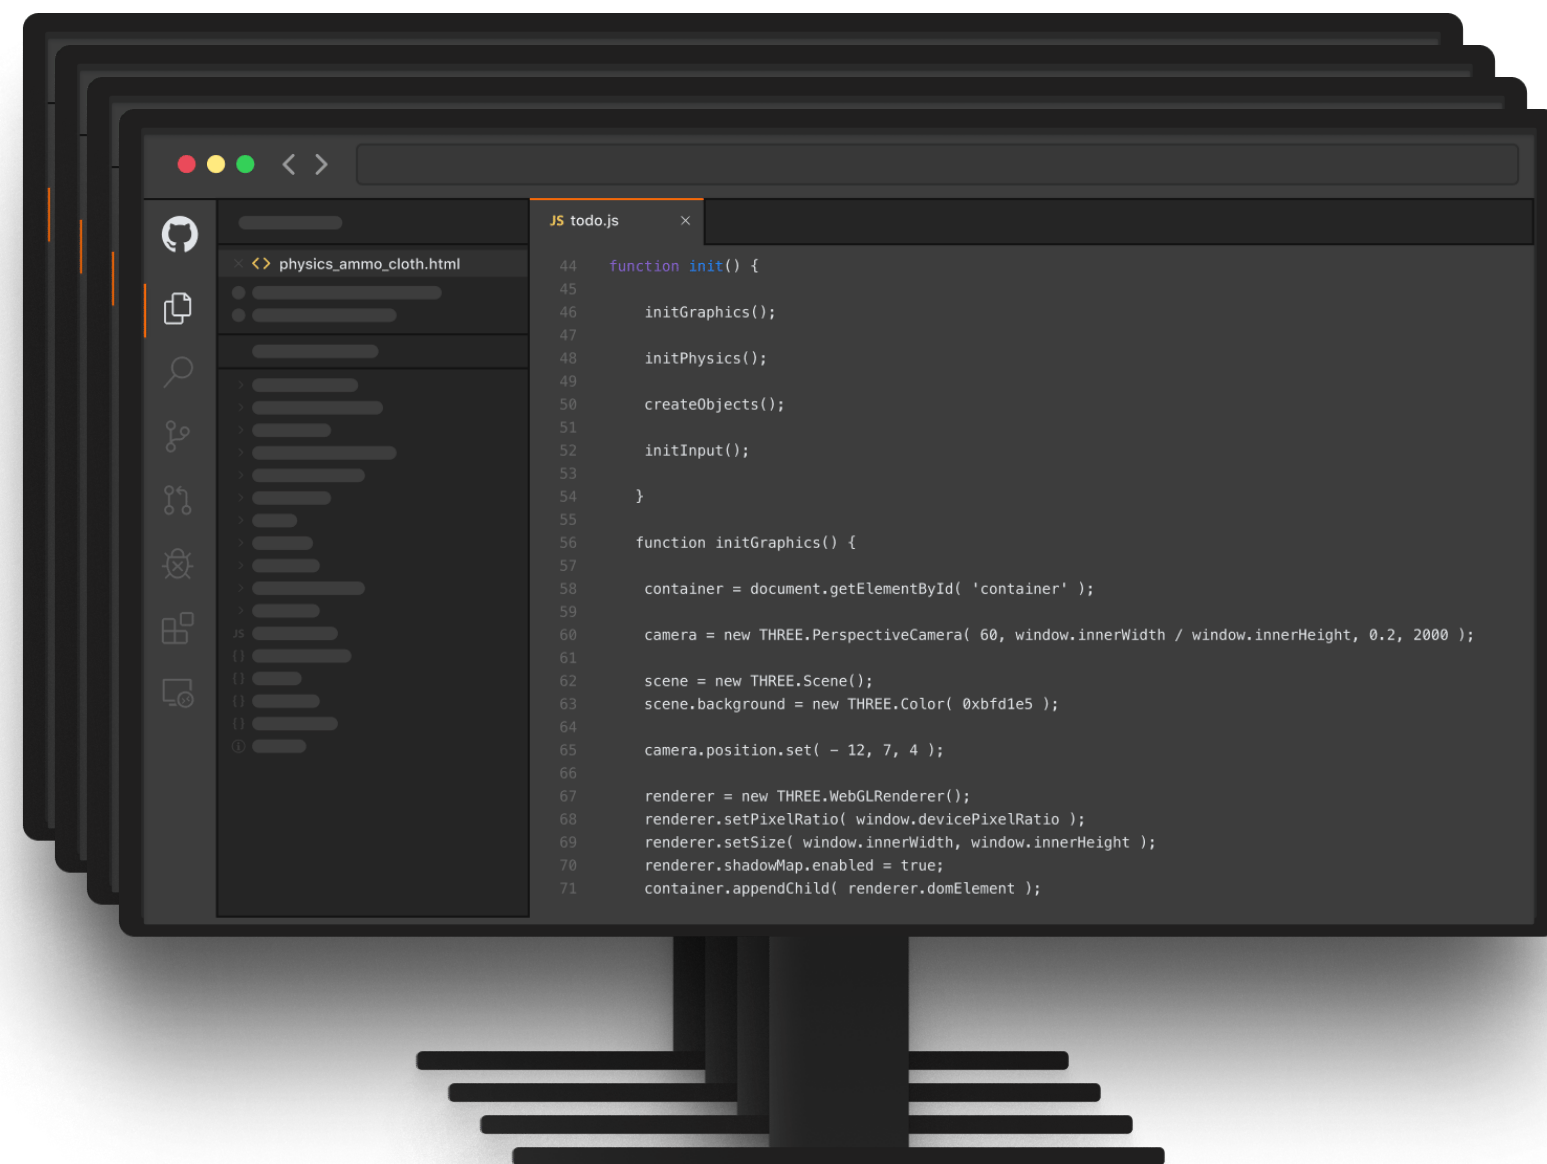 JS todo.js ×
physics_ammo_cloth.html
JS
44 function init() {
45
46 initGraphics();
47
48 initPhysics();
49
50 createObjects();
51
52 initInput();
53
54 }
55
56 function initGraphics() {
57
58 container = document.getElementById( 'container' );
59
60 camera = new THREE.PerspectiveCamera( 60, window.innerWidth / window.innerHeight, 0.2, 2000 );
61
62 scene = new THREE.Scene();
63 scene.background = new THREE.Color( 0xbfd1e5 );
64
65 camera.position.set( - 12, 7, 4 );
66
67 renderer = new THREE.WebGLRenderer();
68 renderer.setPixelRatio( window.devicePixelRatio );
69 renderer.setSize( window.innerWidth, window.innerHeight );
70 renderer.shadowMap.enabled = true;
71 container.appendChild( renderer.domElement );